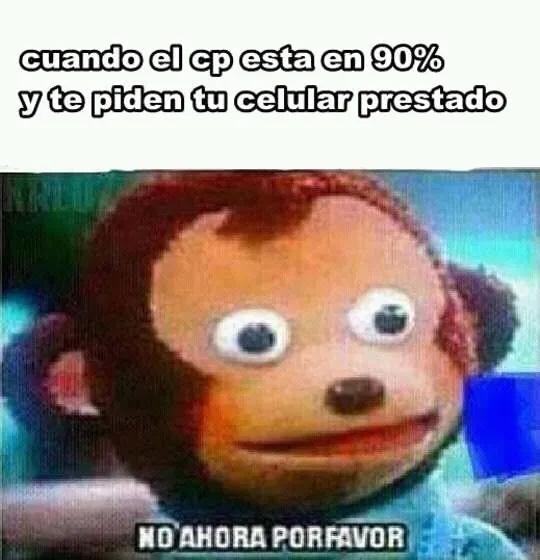 cuando el cp esta en 90%
y te piden tu celular prestado
NO AHORA PORFAVOR